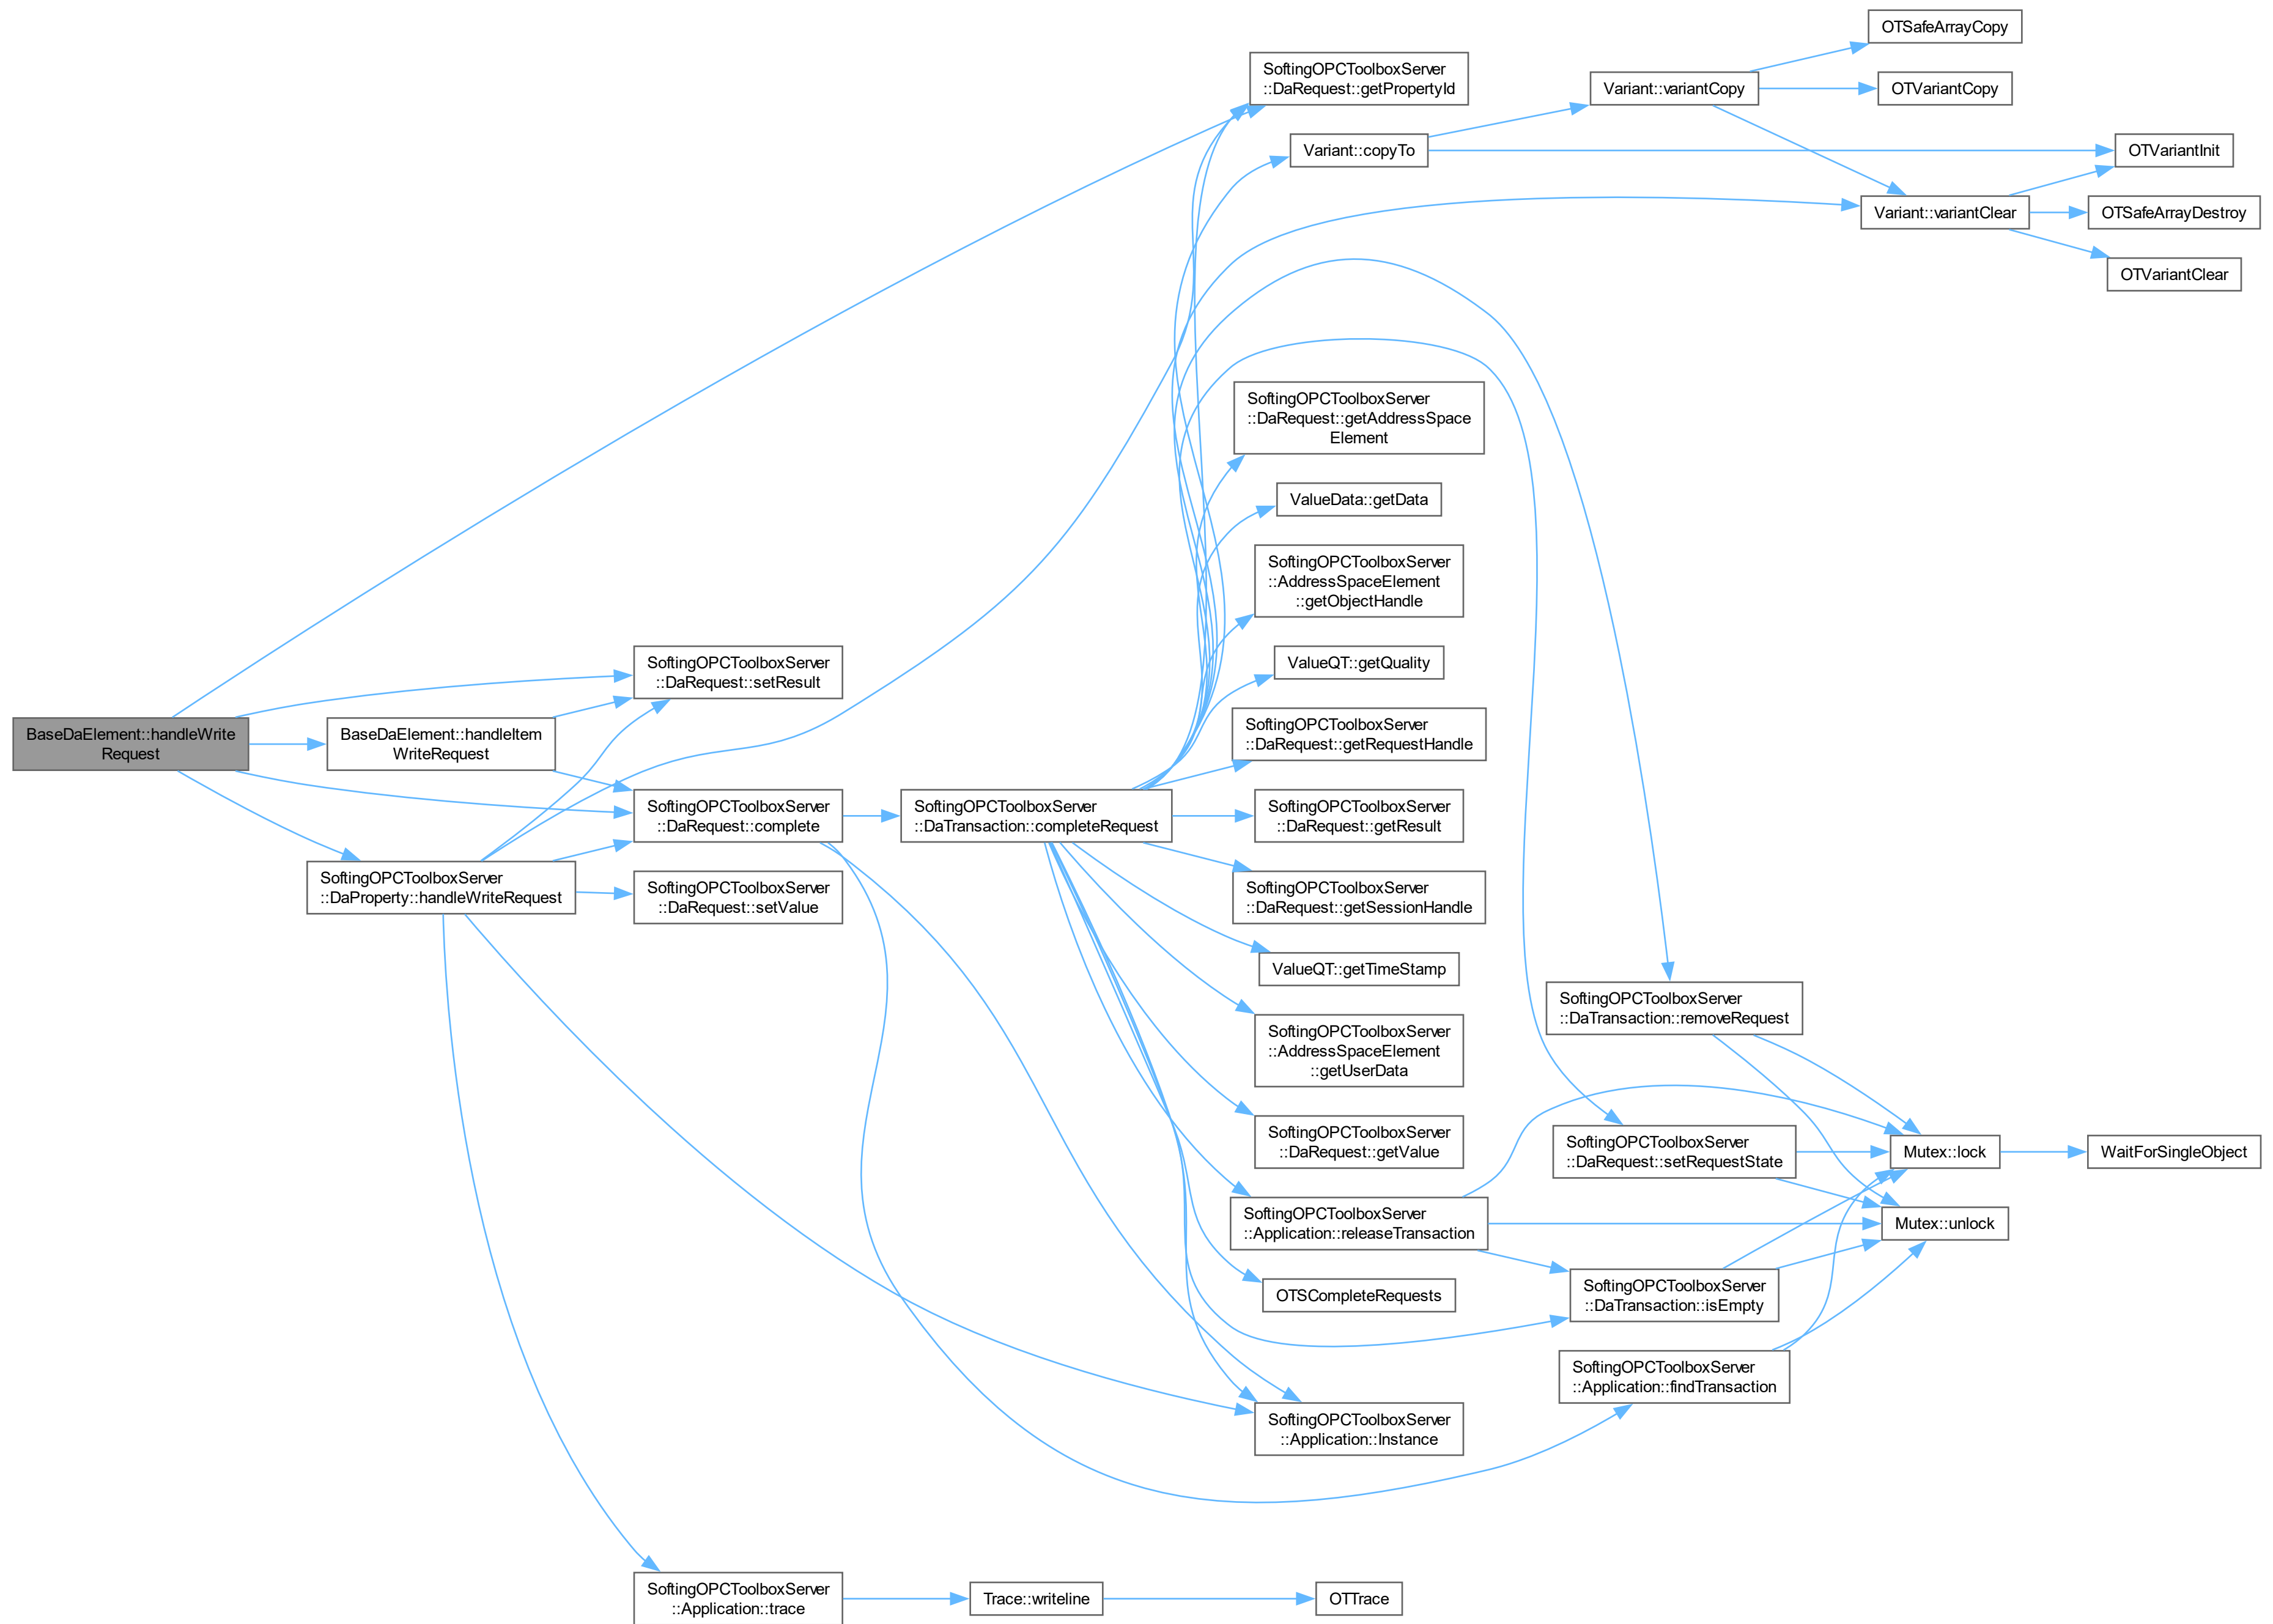 BaseDaElement::handleWrite
Request
SoftingOPCToolboxServer
::DaRequest::getPropertyId
SoftingOPCToolboxServer
::DaRequest::setResult
BaseDaElement::handleItem
WriteRequest
SoftingOPCToolboxServer
::DaRequest::complete
SoftingOPCToolboxServer
::DaProperty::handleWriteRequest
SoftingOPCToolboxServer
::DaRequest::setValue
SoftingOPCToolboxServer
::Application::trace
Trace::writeline
OTTrace
SoftingOPCToolboxServer
::DaTransaction::completeRequest
Variant::copyTo
Variant::variantCopy
OTSafeArrayCopy
OTVariantCopy
OTVariantInit
Variant::variantClear
OTSafeArrayDestroy
OTVariantClear
SoftingOPCToolboxServer
::DaRequest::getAddressSpace
Element
ValueData::getData
SoftingOPCToolboxServer
::AddressSpaceElement
::getObjectHandle
ValueQT::getQuality
SoftingOPCToolboxServer
::DaRequest::getRequestHandle
SoftingOPCToolboxServer
::DaRequest::getResult
SoftingOPCToolboxServer
::DaRequest::getSessionHandle
ValueQT::getTimeStamp
SoftingOPCToolboxServer
::AddressSpaceElement
::getUserData
SoftingOPCToolboxServer
::DaRequest::getValue
SoftingOPCToolboxServer
::Application::releaseTransaction
OTSCompleteRequests
SoftingOPCToolboxServer
::Application::Instance
SoftingOPCToolboxServer
::DaTransaction::removeRequest
SoftingOPCToolboxServer
::DaRequest::setRequestState
SoftingOPCToolboxServer
::DaTransaction::isEmpty
SoftingOPCToolboxServer
::Application::findTransaction
Mutex::lock
WaitForSingleObject
Mutex::unlock